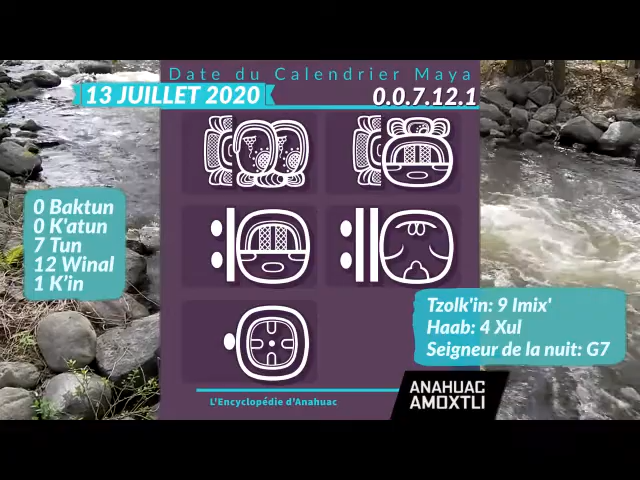 Date du Calendrier Maya
13 JUILLET 2020
0.0.7.12.1
0 Baktun
0 K'atun
7 Tun
12 Winal
1 K'in
Tzolk'in: 9 Imix'
Haab: 4 Xul
Seigneur de la nuit: G7
L'Encyclopédie d'Anahuac
ANAHUAC
AMOXTLI